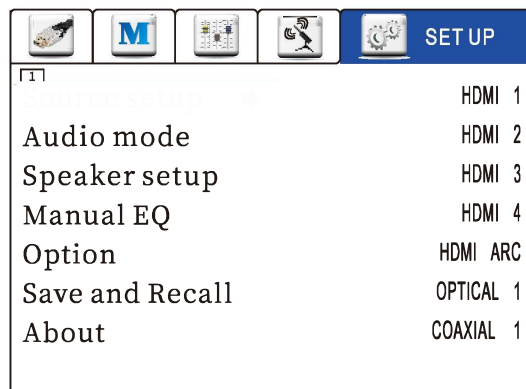 M
SET UP
1
Source setup HDMI 1
Audio mode HDMI 2
Speaker setup HDMI 3
Manual EQ HDMI 4
Option HDMI ARC
Save and Recall OPTICAL 1
About COAXIAL 1